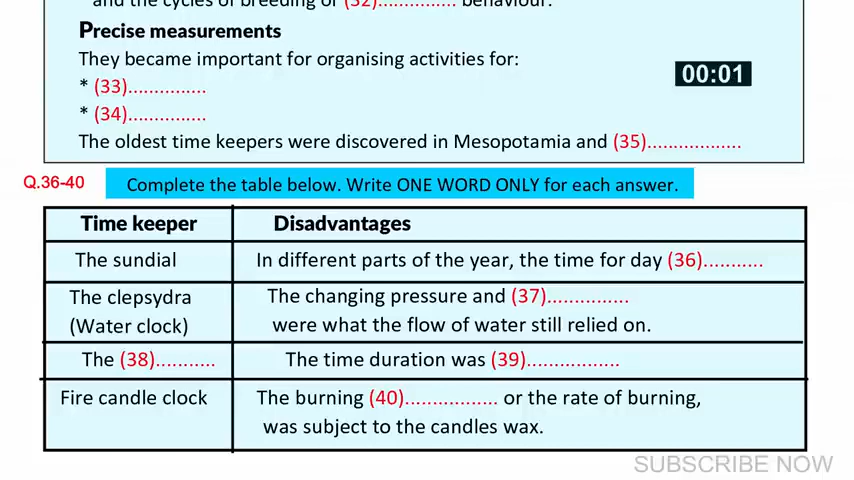 and the cycles of breeding or (32)............... behaviour.
Precise measurements
They became important for organising activities for:
* (33)...............
* (34)...............
00:01
The oldest time keepers were discovered in Mesopotamia and (35)..................
Q.36-40
Complete the table below. Write ONE WORD ONLY for each answer.
Time keeper Disadvantages
The sundial In different parts of the year, the time for day (36)...........
The clepsydra The changing pressure and (37)...............
(Water clock) were what the flow of water still relied on.
The (38)........... The time duration was (39).................
Fire candle clock The burning (40)................. or the rate of burning,
was subject to the candles wax.
SUBSCRIBE NOW